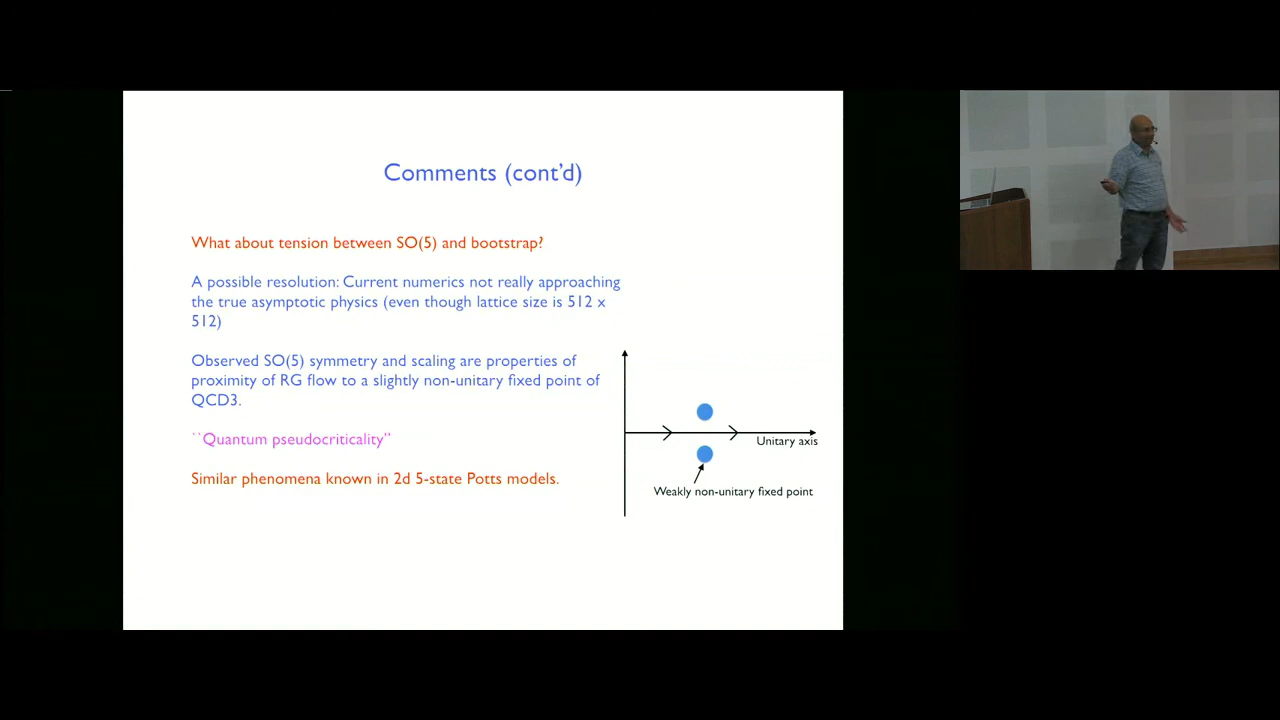 Comments (cont'd)
What about tension between SO(5) and bootstrap?
A possible resolution: Current numerics not really approaching
the true asymptotic physics (even though lattice size is 512 x
512)
Observed SO(5) symmetry and scaling are properties of
proximity of RG flow to a slightly non-unitary fixed point of
QCD3.
``Quantum pseudocriticality''
Similar phenomena known in 2d 5-state Potts models.
Unitary axis
Weakly non-unitary fixed point